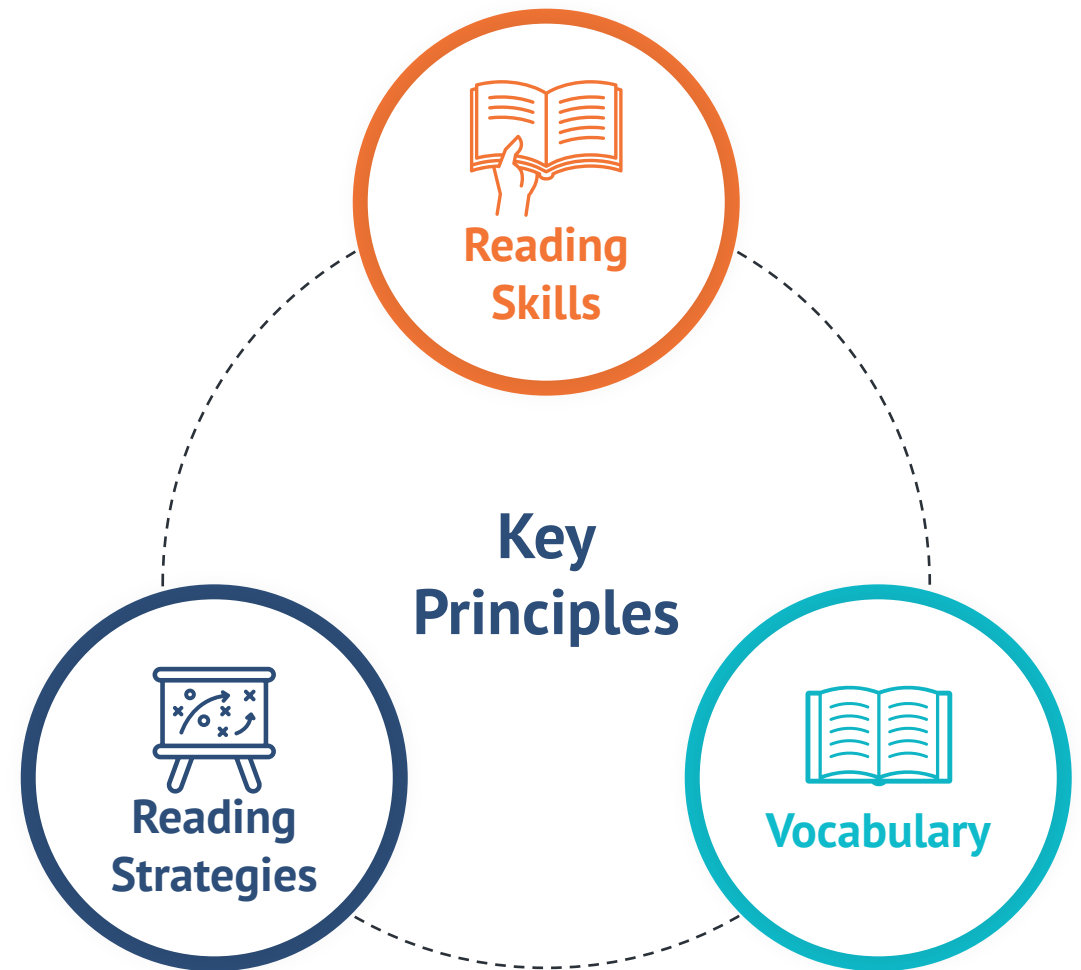 Reading
Skills
Key
Principles
Reading
Strategies
Vocabulary